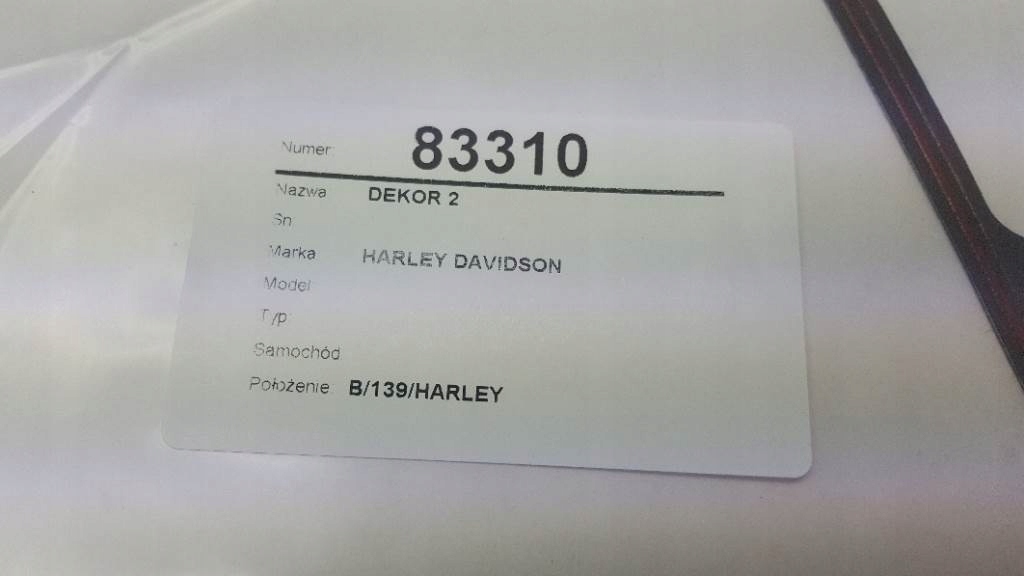 Numer 83310
Nazwa DEKOR 2
Sn
Marka HARLEY DAVIDSON
Model
Typ
Samochód
Położenie B/139/HARLEY